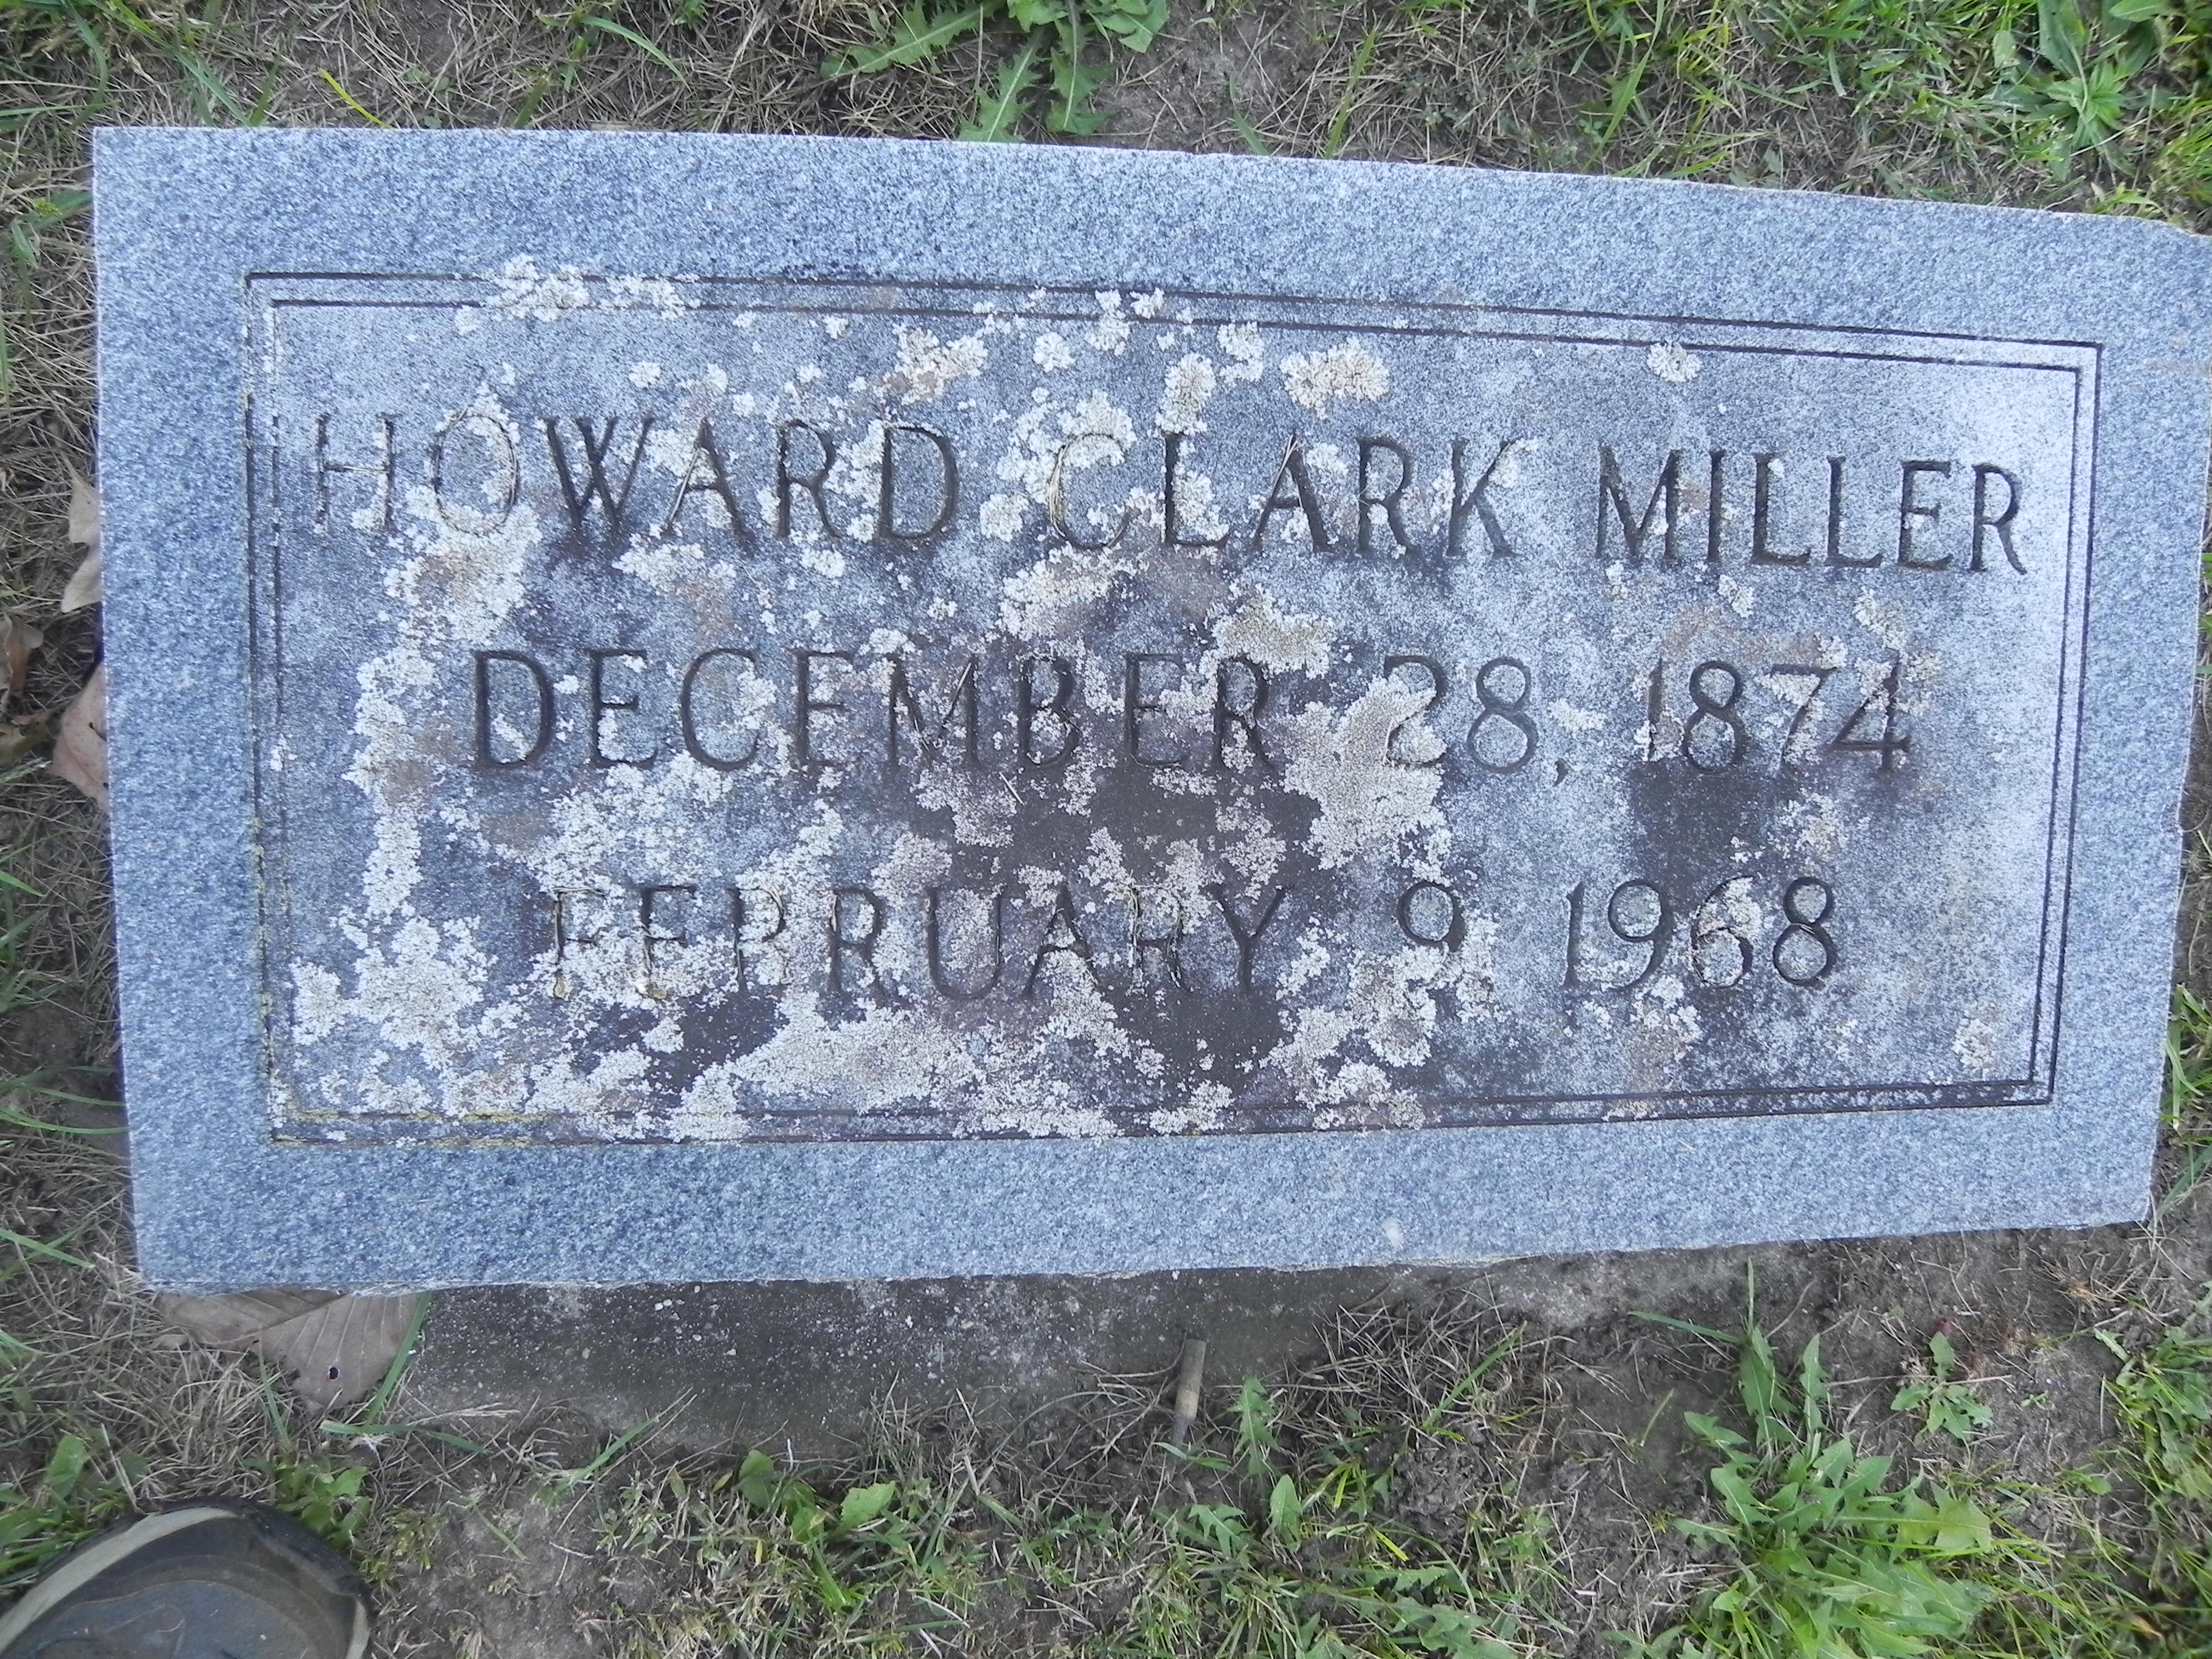 HOWARD CLARK MILLER
DECEMBER 28, 1874
FEBRUARY 9, 1968